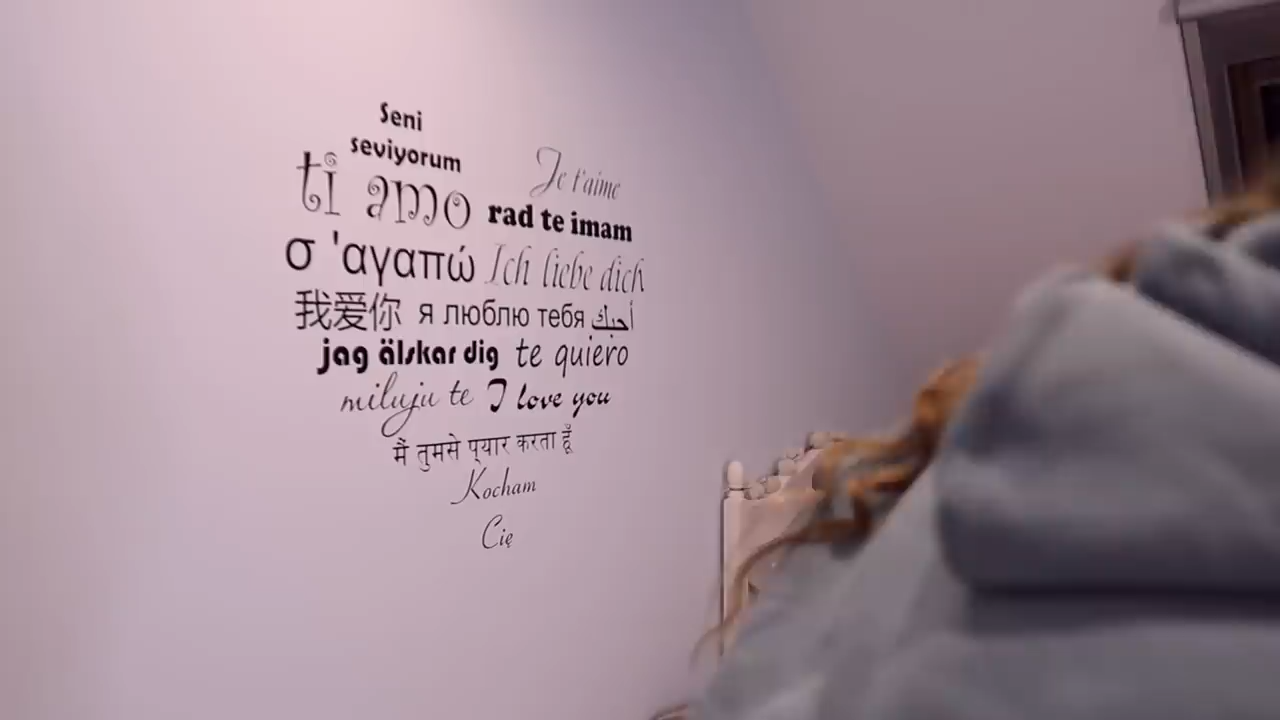 Seni
seviyorum
ti amo
Je t'aime
rad te imam
σ 'αγαπώ
Ich liebe dich
我爱你
я люблю тебя
أحبك
jag älskar dig
te quiero
miluju te
I love you
मैं तुमसे प्यार करता हूँ
Kocham
Cię